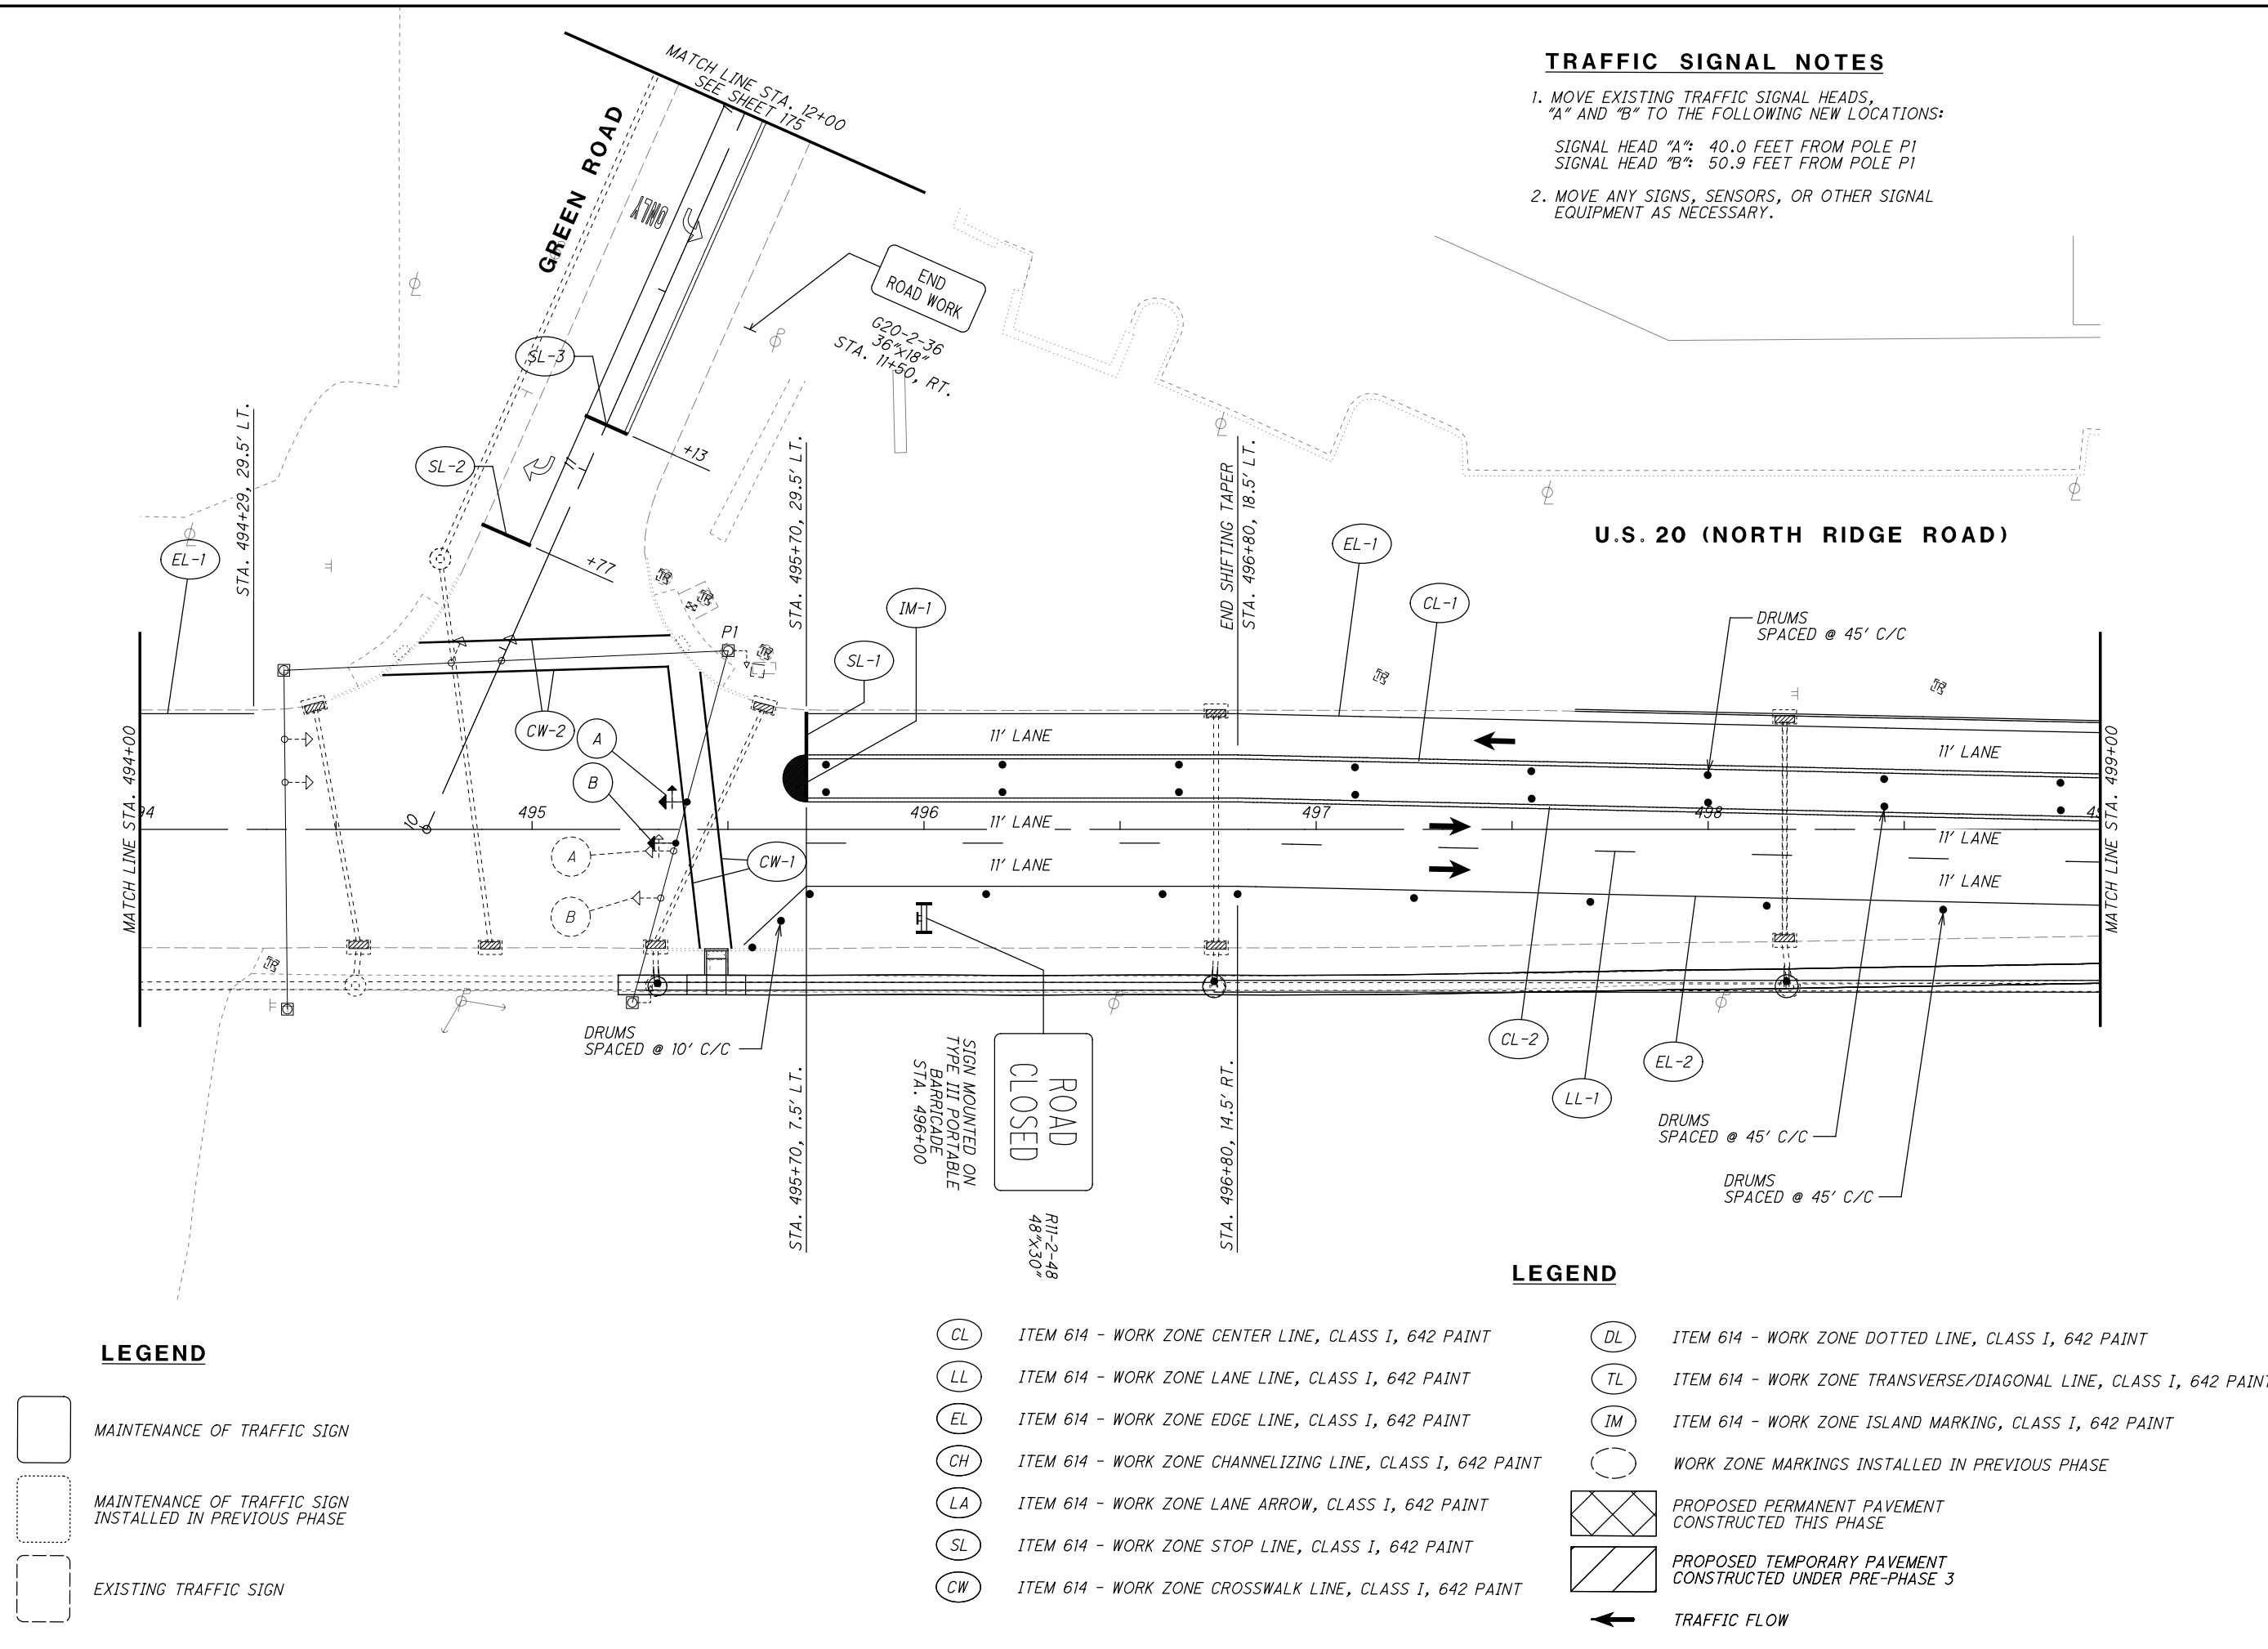 TRAFFIC SIGNAL NOTES
1. MOVE EXISTING TRAFFIC SIGNAL HEADS,
"A" AND "B" TO THE FOLLOWING NEW LOCATIONS:
SIGNAL HEAD "A": 40.0 FEET FROM POLE P1
SIGNAL HEAD "B": 50.9 FEET FROM POLE P1
2. MOVE ANY SIGNS, SENSORS, OR OTHER SIGNAL
EQUIPMENT AS NECESSARY.
MATCH LINE STA. 12+00
SEE SHEET 175
GREEN ROAD
ONLY
END
ROAD WORK
G20-2-36
36"x18"
STA. 11+50, RT.
SL-3
+13
SL-2
11
+77
STA. 494+29, 29.5' LT.
STA. 495+70, 29.5' LT.
END SHIFTING TAPER
STA. 496+80, 18.5' LT.
U.S. 20 (NORTH RIDGE ROAD)
EL-1
EL-1
CL-1
IM-1
SL-1
DRUMS
SPACED @ 45' C/C
P1
CW-2
A
B
A
B
CW-1
10
MATCH LINE STA. 494+00
94
495
496
497
498
49
11' LANE
11' LANE
11' LANE
11' LANE
11' LANE
11' LANE
MATCH LINE STA. 499+00
DRUMS
SPACED @ 10' C/C
STA. 495+70, 7.5' LT.
SIGN MOUNTED ON
TYPE III PORTABLE
BARRICADE
STA. 496+00
ROAD
CLOSED
R11-2-48
48"x30"
STA. 496+80, 14.5' RT.
CL-2
LL-1
EL-2
DRUMS
SPACED @ 45' C/C
DRUMS
SPACED @ 45' C/C
LEGEND
MAINTENANCE OF TRAFFIC SIGN
MAINTENANCE OF TRAFFIC SIGN
INSTALLED IN PREVIOUS PHASE
EXISTING TRAFFIC SIGN
LEGEND
CL ITEM 614 - WORK ZONE CENTER LINE, CLASS I, 642 PAINT
LL ITEM 614 - WORK ZONE LANE LINE, CLASS I, 642 PAINT
EL ITEM 614 - WORK ZONE EDGE LINE, CLASS I, 642 PAINT
CH ITEM 614 - WORK ZONE CHANNELIZING LINE, CLASS I, 642 PAINT
LA ITEM 614 - WORK ZONE LANE ARROW, CLASS I, 642 PAINT
SL ITEM 614 - WORK ZONE STOP LINE, CLASS I, 642 PAINT
CW ITEM 614 - WORK ZONE CROSSWALK LINE, CLASS I, 642 PAINT
DL ITEM 614 - WORK ZONE DOTTED LINE, CLASS I, 642 PAINT
TL ITEM 614 - WORK ZONE TRANSVERSE/DIAGONAL LINE, CLASS I, 642 PAINT
IM ITEM 614 - WORK ZONE ISLAND MARKING, CLASS I, 642 PAINT
WORK ZONE MARKINGS INSTALLED IN PREVIOUS PHASE
PROPOSED PERMANENT PAVEMENT
CONSTRUCTED THIS PHASE
PROPOSED TEMPORARY PAVEMENT
CONSTRUCTED UNDER PRE-PHASE 3
TRAFFIC FLOW